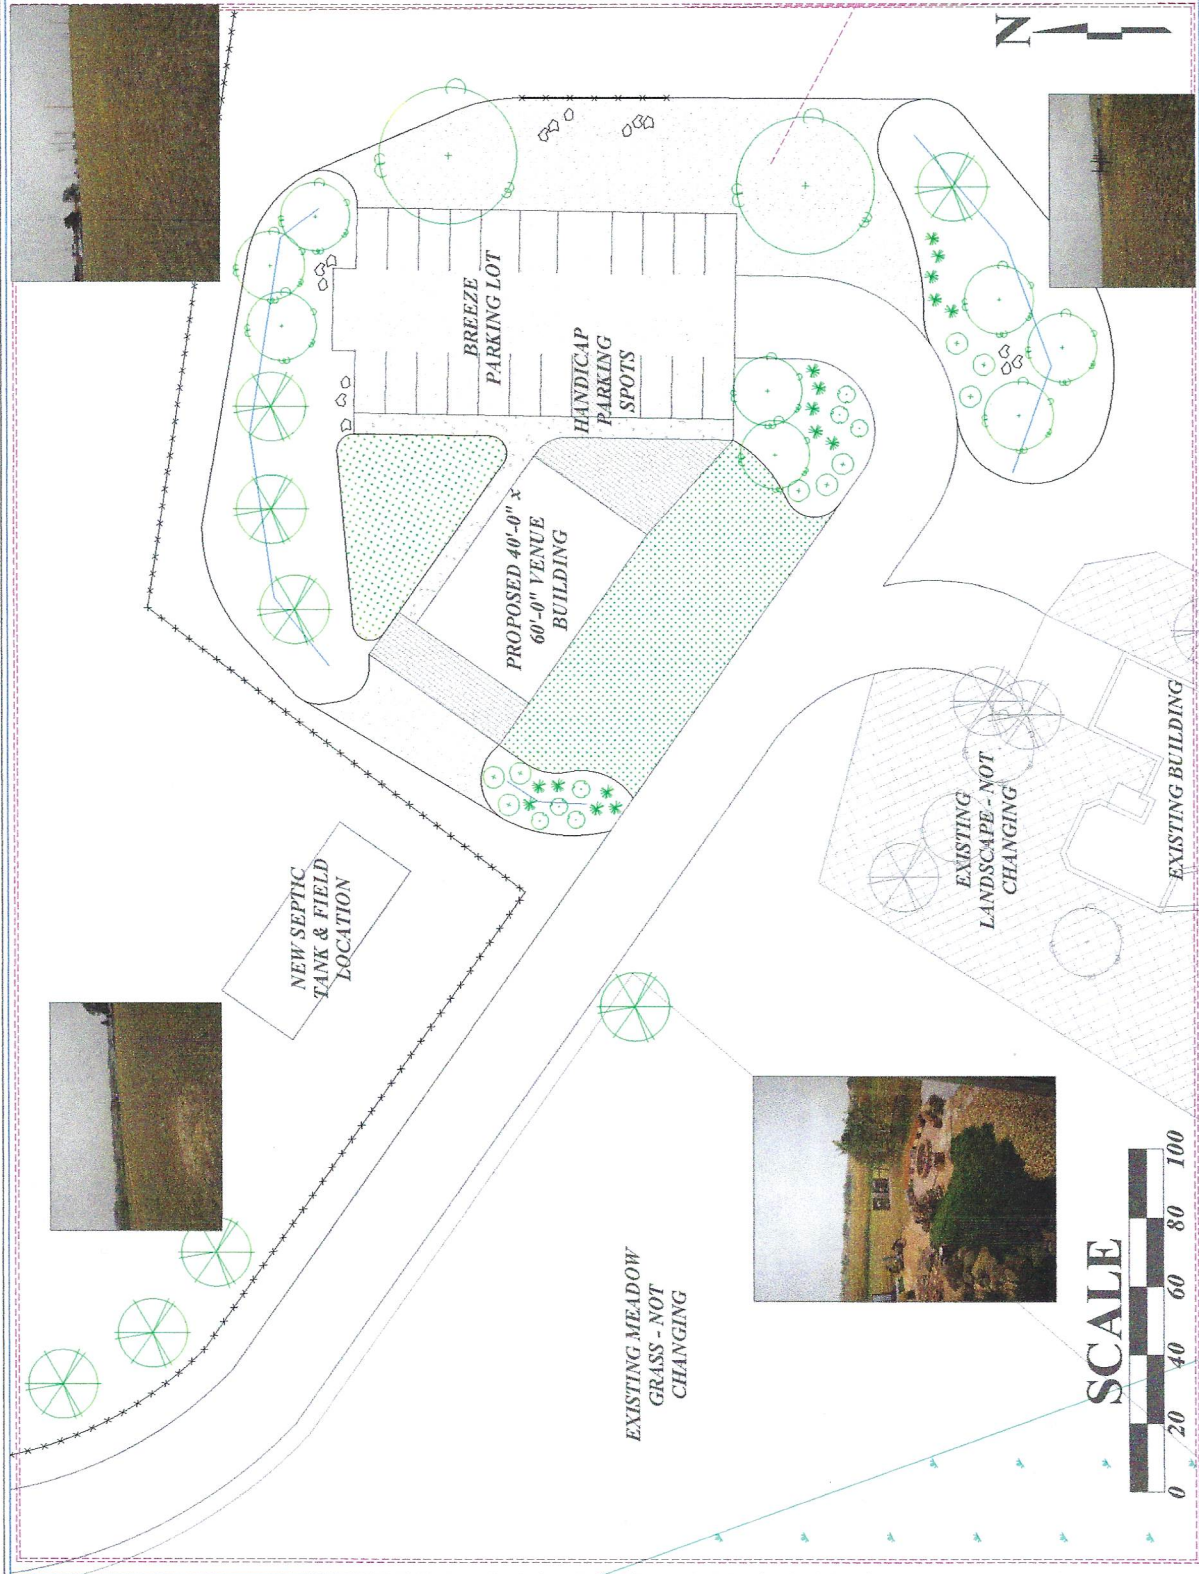 N
BREEZE
PARKING LOT
HANDICAP
PARKING
SPOTS
PROPOSED 40'-0" x
60'-0" VENUE
BUILDING
NEW SEPTIC
TANK & FIELD
LOCATION
EXISTING
LANDSCAPE - NOT
CHANGING
EXISTING BUILDING
EXISTING MEADOW
GRASS - NOT
CHANGING
SCALE
0 20 40 60 80 100